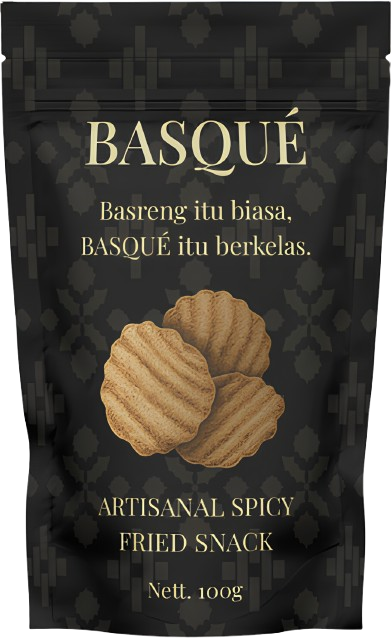 BASQUÉ
Basreng itu biasa,
BASQUÉ itu berkelas.
ARTISANAL SPICY
FRIED SNACK
Nett. 100g